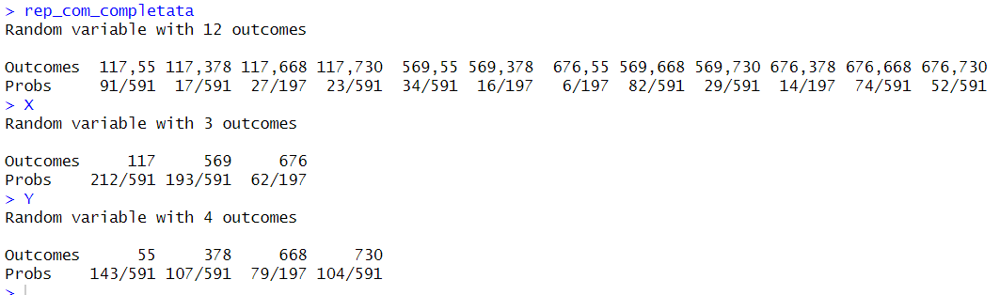 > rep_com_completata
Random variable with 12 outcomes
Outcomes  117,55 117,378 117,668 117,730  569,55 569,378  676,55 569,668 569,730 676,378 676,668 676,730
Probs     91/591  17/591  27/197  23/591  34/591  16/197   6/197  82/591  29/591  14/197  74/591  52/591
> X
Random variable with 3 outcomes
Outcomes     117     569     676
Probs    212/591 193/591  62/197
> Y
Random variable with 4 outcomes
Outcomes      55     378     668     730
Probs    143/591 107/591  79/197 104/591
>